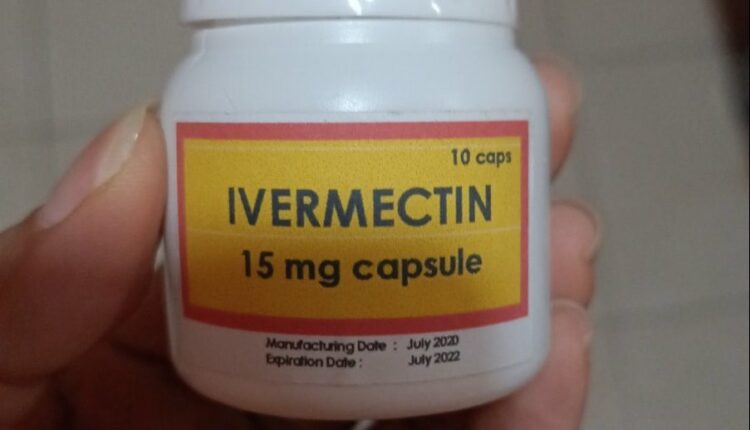 10 caps
IVERMECTIN
15 mg capsule
Manufacturing Date : July 2020
Expiration Date : July 2022